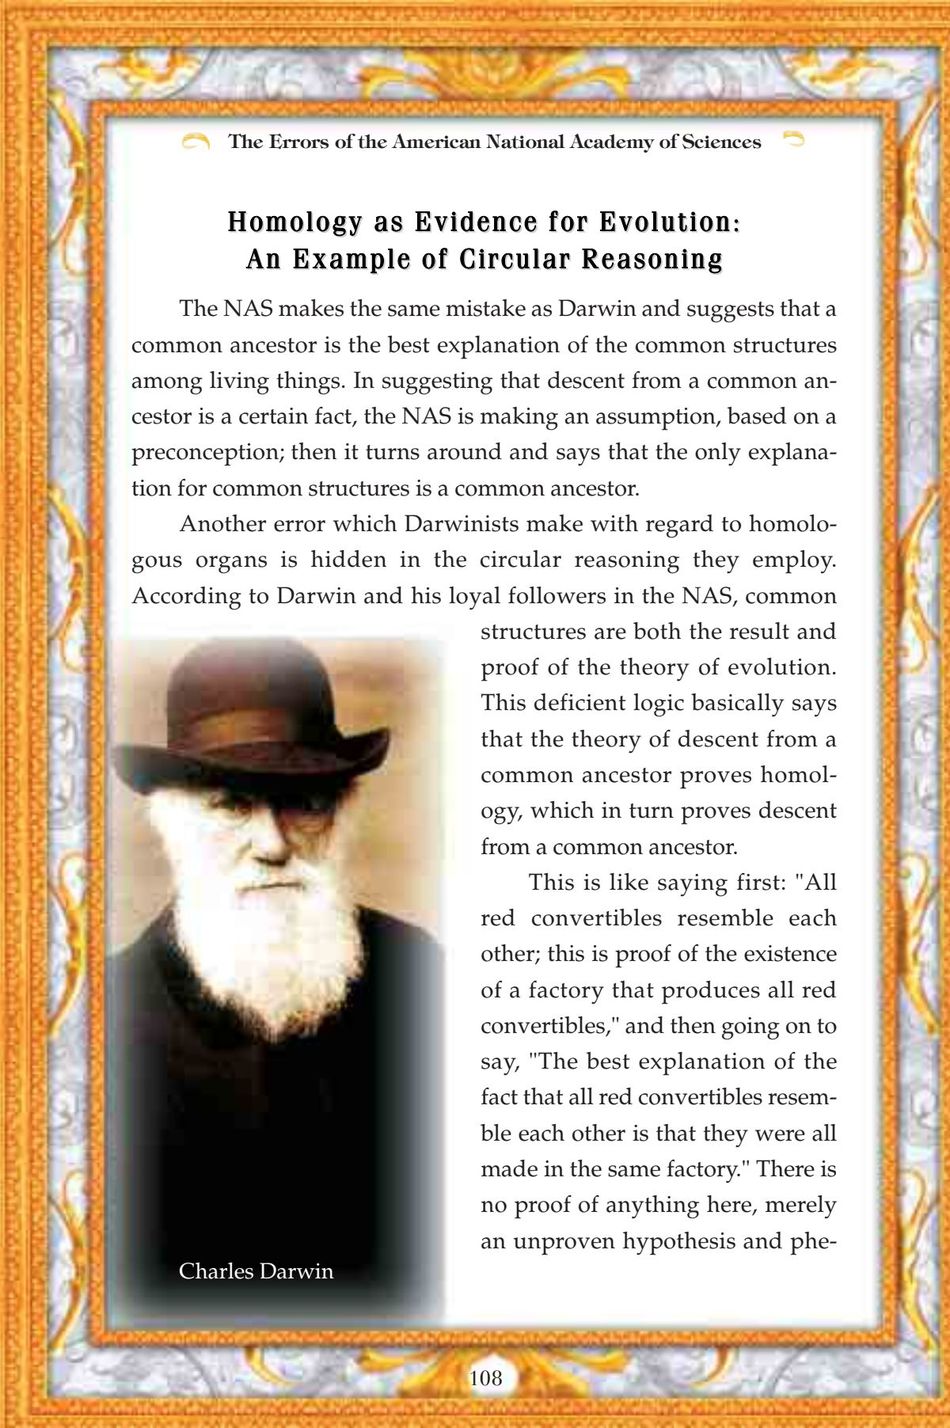 The Errors of the American National Academy of Sciences
Homology as Evidence for Evolution:
An Example of Circular Reasoning
The NAS makes the same mistake as Darwin and suggests that a
common ancestor is the best explanation of the common structures
among living things. In suggesting that descent from a common an-
cestor is a certain fact, the NAS is making an assumption, based on a
preconception; then it turns around and says that the only explana-
tion for common structures is a common ancestor.
Another error which Darwinists make with regard to homolo-
gous organs is hidden in the circular reasoning they employ.
According to Darwin and his loyal followers in the NAS, common
structures are both the result and
proof of the theory of evolution.
This deficient logic basically says
that the theory of descent from a
common ancestor proves homol-
ogy, which in turn proves descent
from a common ancestor.
This is like saying first: "All
red convertibles resemble each
other; this is proof of the existence
of a factory that produces all red
convertibles," and then going on to
say, "The best explanation of the
fact that all red convertibles resem-
ble each other is that they were all
made in the same factory." There is
no proof of anything here, merely
an unproven hypothesis and phe-
Charles Darwin
108